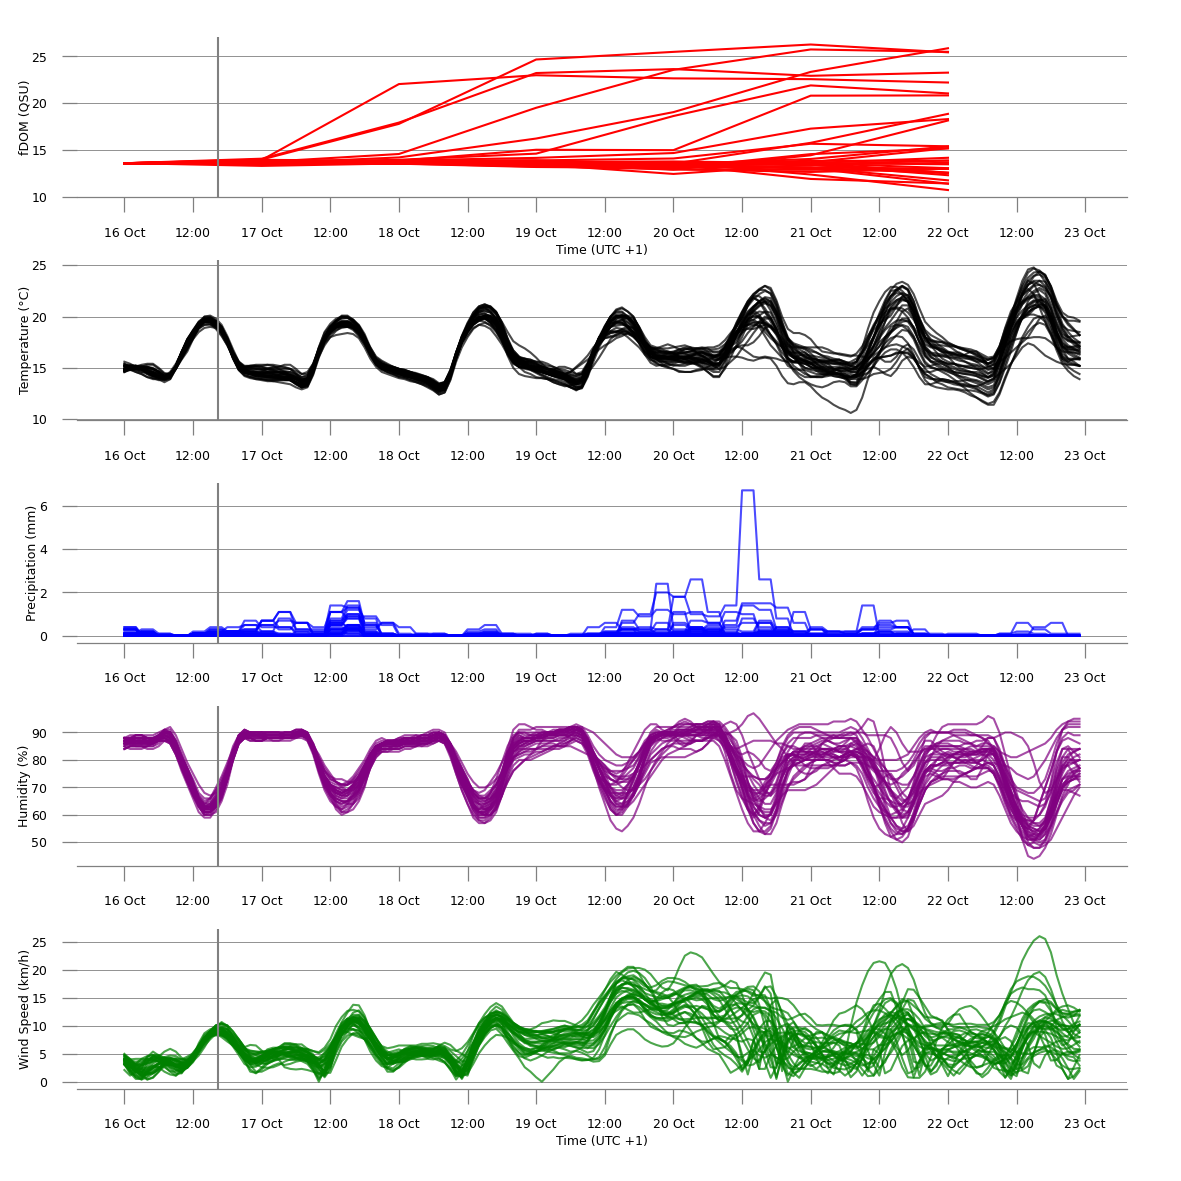 fDOM (QSU)
25
20
15
10
16 Oct 12:00 17 Oct 12:00 18 Oct 12:00 19 Oct 12:00 20 Oct 12:00 21 Oct 12:00 22 Oct 12:00 23 Oct
Time (UTC +1)
Temperature (°C)
25
20
15
10
16 Oct 12:00 17 Oct 12:00 18 Oct 12:00 19 Oct 12:00 20 Oct 12:00 21 Oct 12:00 22 Oct 12:00 23 Oct
Precipitation (mm)
6
4
2
0
16 Oct 12:00 17 Oct 12:00 18 Oct 12:00 19 Oct 12:00 20 Oct 12:00 21 Oct 12:00 22 Oct 12:00 23 Oct
Humidity (%)
90
80
70
60
50
16 Oct 12:00 17 Oct 12:00 18 Oct 12:00 19 Oct 12:00 20 Oct 12:00 21 Oct 12:00 22 Oct 12:00 23 Oct
Wind Speed (km/h)
25
20
15
10
5
0
16 Oct 12:00 17 Oct 12:00 18 Oct 12:00 19 Oct 12:00 20 Oct 12:00 21 Oct 12:00 22 Oct 12:00 23 Oct
Time (UTC +1)